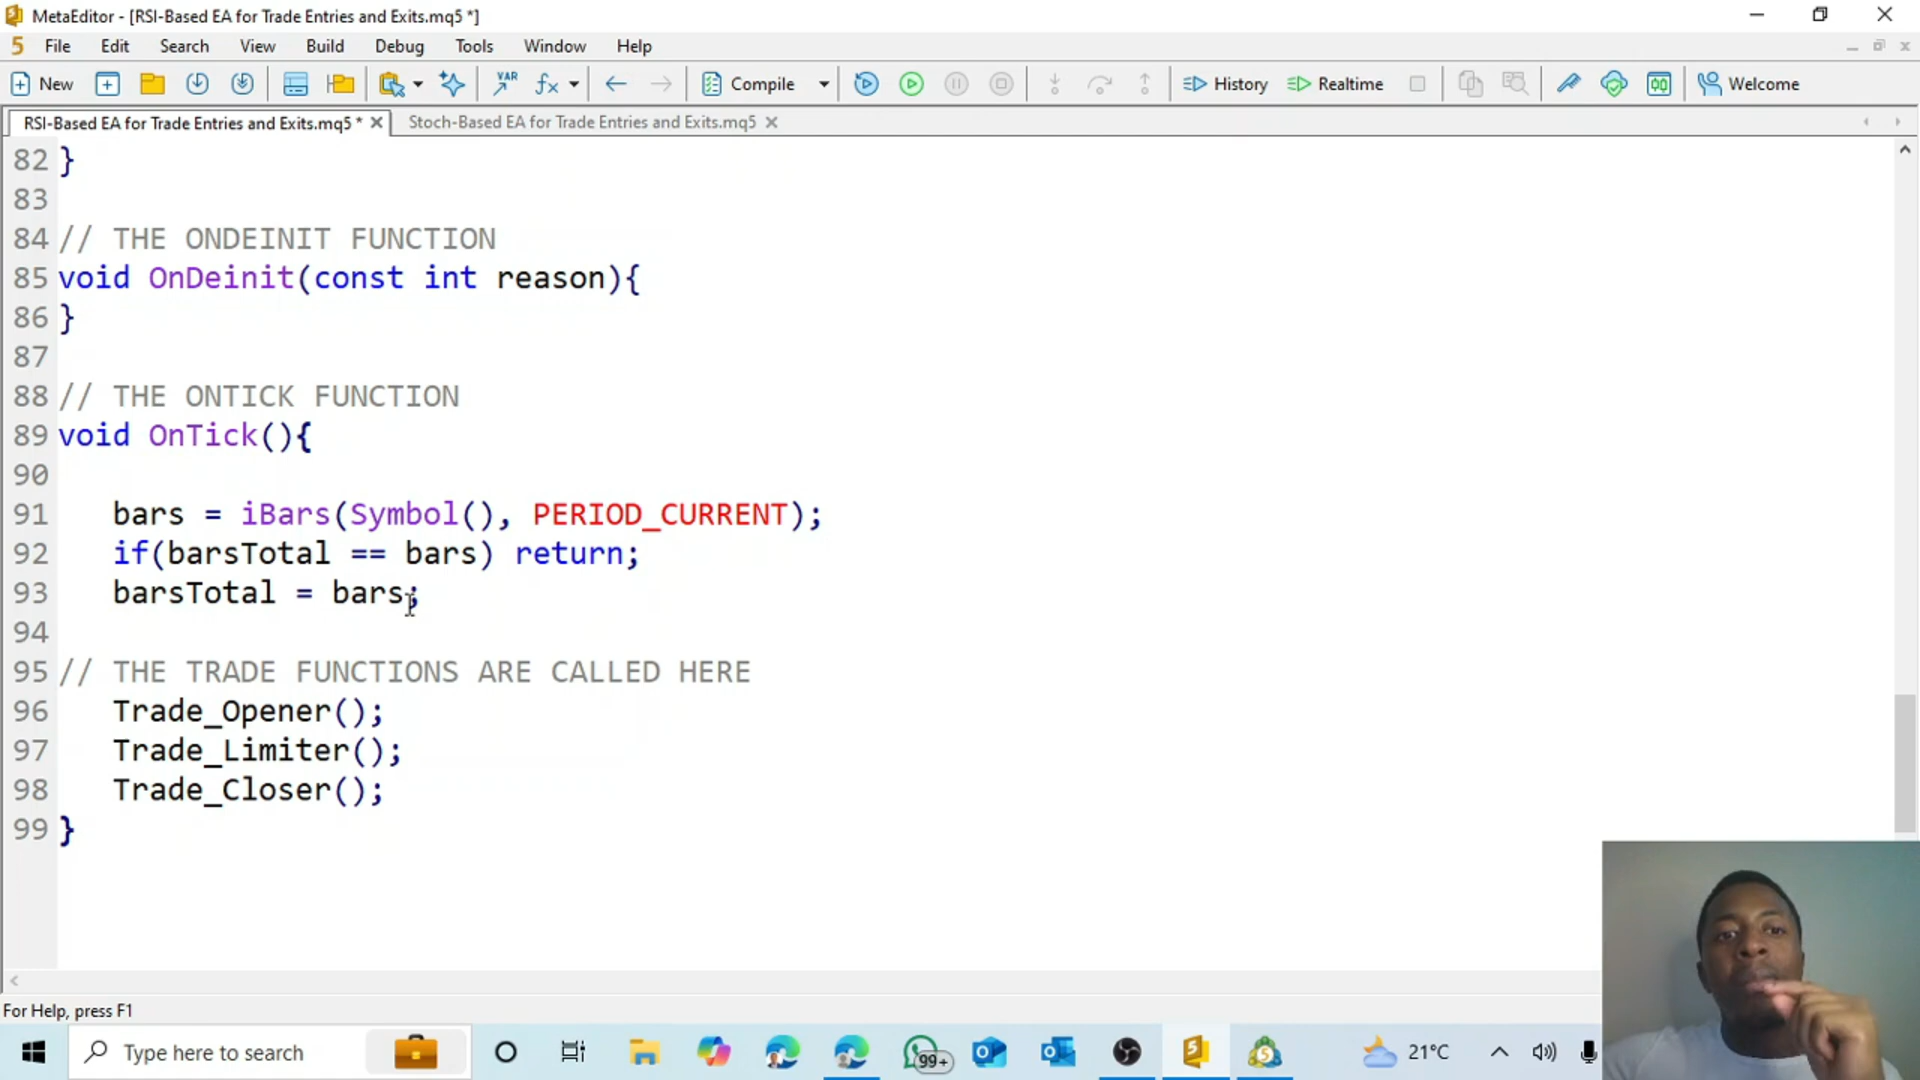 MetaEditor - [RSI-Based EA for Trade Entries and Exits.mq5 *]
5 File Edit Search View Build Debug Tools Window Help
New VAR fx Compile History Realtime Welcome
RSI-Based EA for Trade Entries and Exits.mq5 * Stoch-Based EA for Trade Entries and Exits.mq5
82 }
83
84 // THE ONDEINIT FUNCTION
85 void OnDeinit(const int reason){
86 }
87
88 // THE ONTICK FUNCTION
89 void OnTick(){
90
91 bars = iBars(Symbol(), PERIOD_CURRENT);
92 if(barsTotal == bars) return;
93 barsTotal = bars;
94
95 // THE TRADE FUNCTIONS ARE CALLED HERE
96 Trade_Opener();
97 Trade_Limiter();
98 Trade_Closer();
99 }
For Help, press F1
Type here to search 99+ 21°C